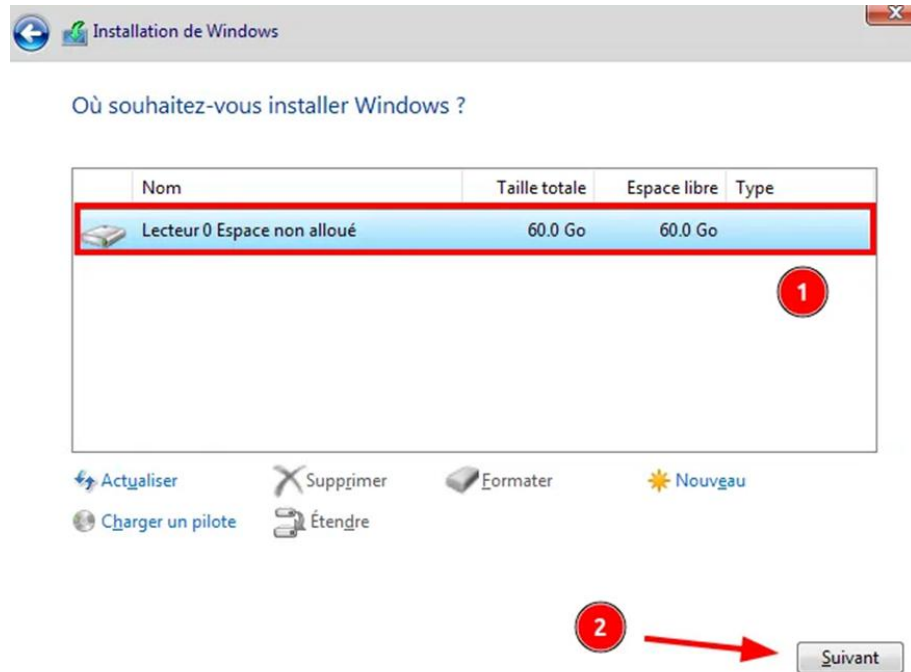 Installation de Windows
X
Où souhaitez-vous installer Windows ?
Nom Taille totale Espace libre Type
Lecteur 0 Espace non alloué 60.0 Go 60.0 Go
1
Actualiser Supprimer Formater Nouveau
Charger un pilote Étendre
2
Suivant